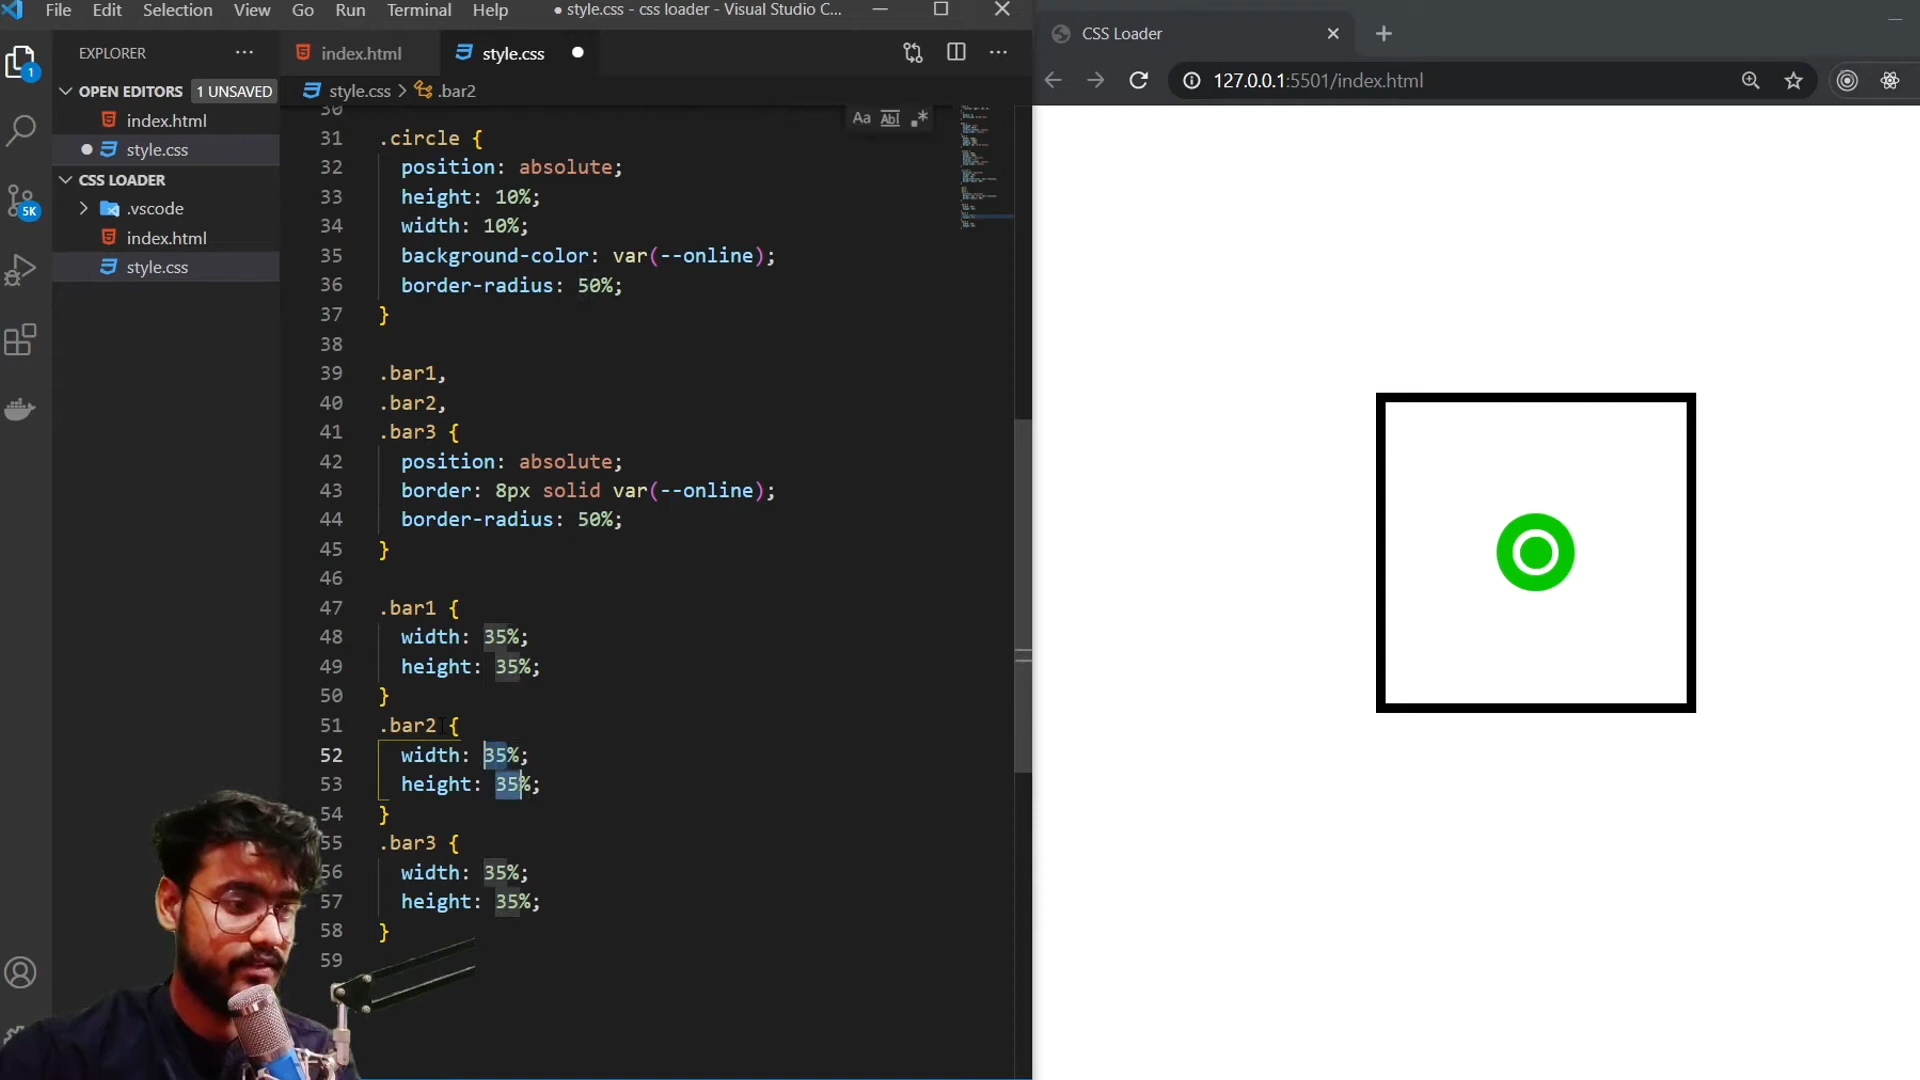 File Edit Selection View Go Run Terminal Help
● style.css - css loader - Visual Studio C...
EXPLORER
OPEN EDITORS 1 UNSAVED
index.html
style.css
CSS LOADER
.vscode
index.html
style.css
1
5K
index.html
style.css
style.css > .bar2
Aa Abl .*
30
31 .circle {
32 position: absolute;
33 height: 10%;
34 width: 10%;
35 background-color: var(--online);
36 border-radius: 50%;
37 }
38
39 .bar1,
40 .bar2,
41 .bar3 {
42 position: absolute;
43 border: 8px solid var(--online);
44 border-radius: 50%;
45 }
46
47 .bar1 {
48 width: 35%;
49 height: 35%;
50 }
51 .bar2 {
52 width: 35%;
53 height: 35%;
54 }
55 .bar3 {
56 width: 35%;
57 height: 35%;
58 }
59
CSS Loader
127.0.0.1:5501/index.html